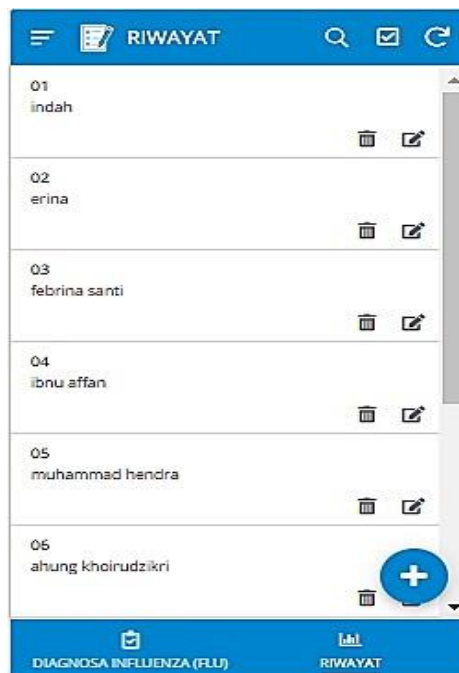 RIWAYAT
01
indah
02
erina
03
febrina santi
04
ibnu affan
05
muhammad hendra
06
ahung khoirudzikri
DIAGNOSA INFLUENZA (FLU)
RIWAYAT